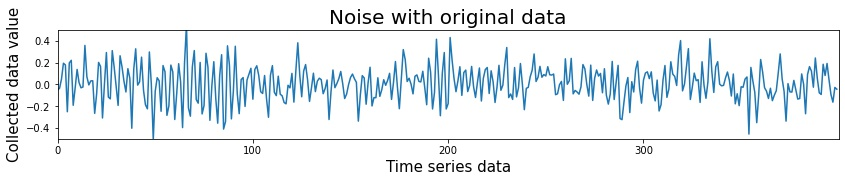 Noise with original data
Collected data value
0.4
0.2
0.0
−0.2
−0.4
0 100 200 300
Time series data